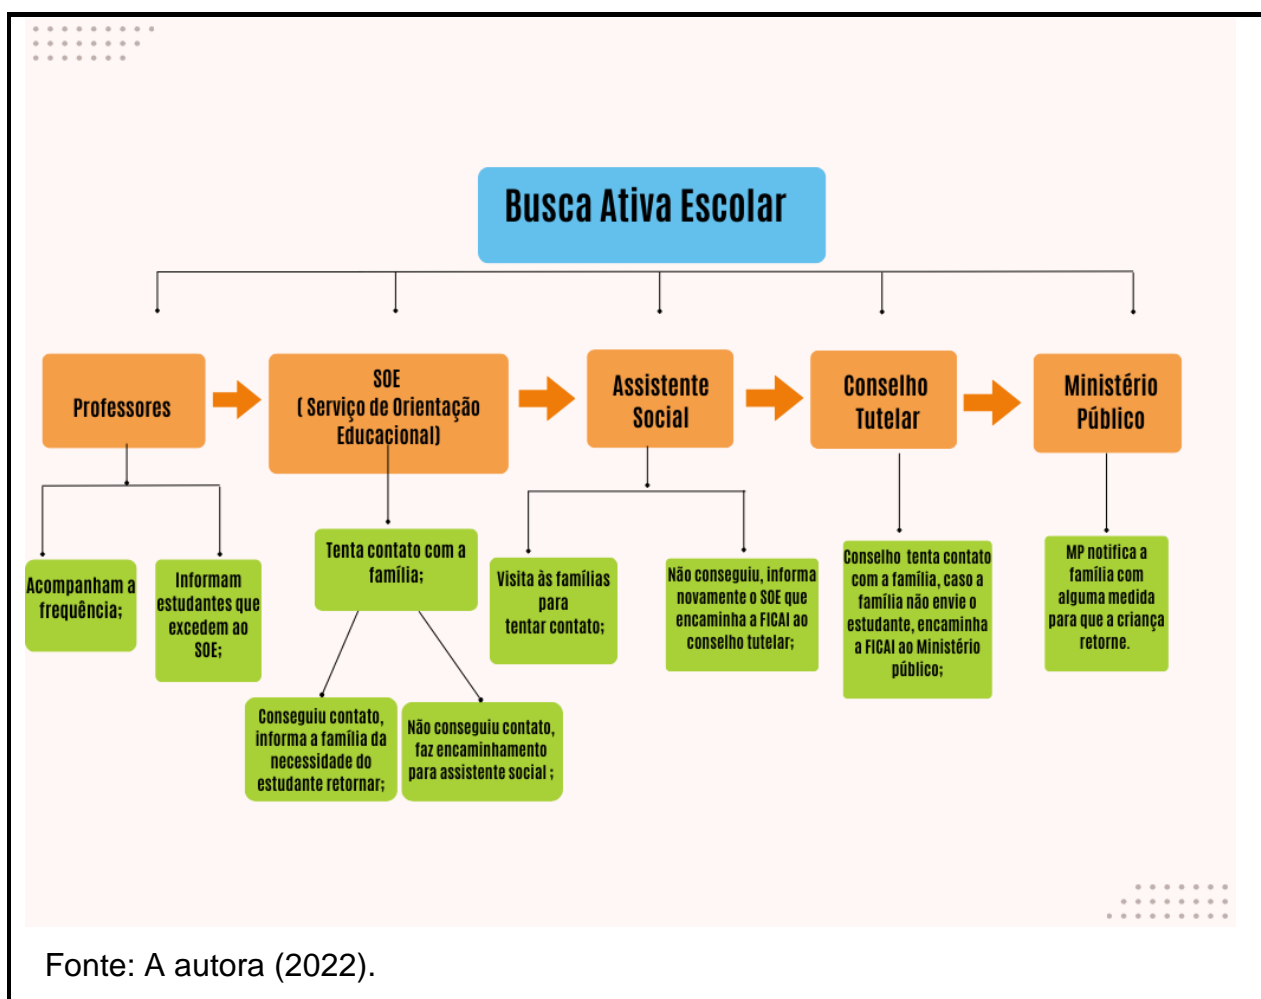 Busca Ativa Escolar
Professores
SOE
( Serviço de Orientação
Educacional)
Assistente
Social
Conselho
Tutelar
Ministério
Público
Acompanham a
frequência;
Informam
estudantes que
excedem ao
SOE;
Tenta contato com a
família;
Conseguiu contato,
informa a família da
necessidade do
estudante retornar;
Não conseguiu contato,
faz encaminhamento
para assistente social ;
Visita às famílias
para
tentar contato;
Não conseguiu, informa
novamente o SOE que
encaminha a FICAI ao
conselho tutelar;
Conselho tenta contato
com a família, caso a
família não envie o
estudante, encaminha
a FICAI ao Ministério
público;
MP notifica a
família com
alguma medida
para que a criança
retorne.
Fonte: A autora (2022).